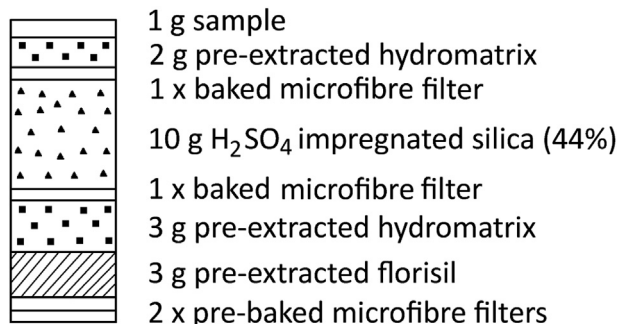 1 g sample
2 g pre-extracted hydromatrix
1 x baked microfibre filter
10 g H₂SO₄ impregnated silica (44%)
1 x baked microfibre filter
3 g pre-extracted hydromatrix
3 g pre-extracted florisil
2 x pre-baked microfibre filters